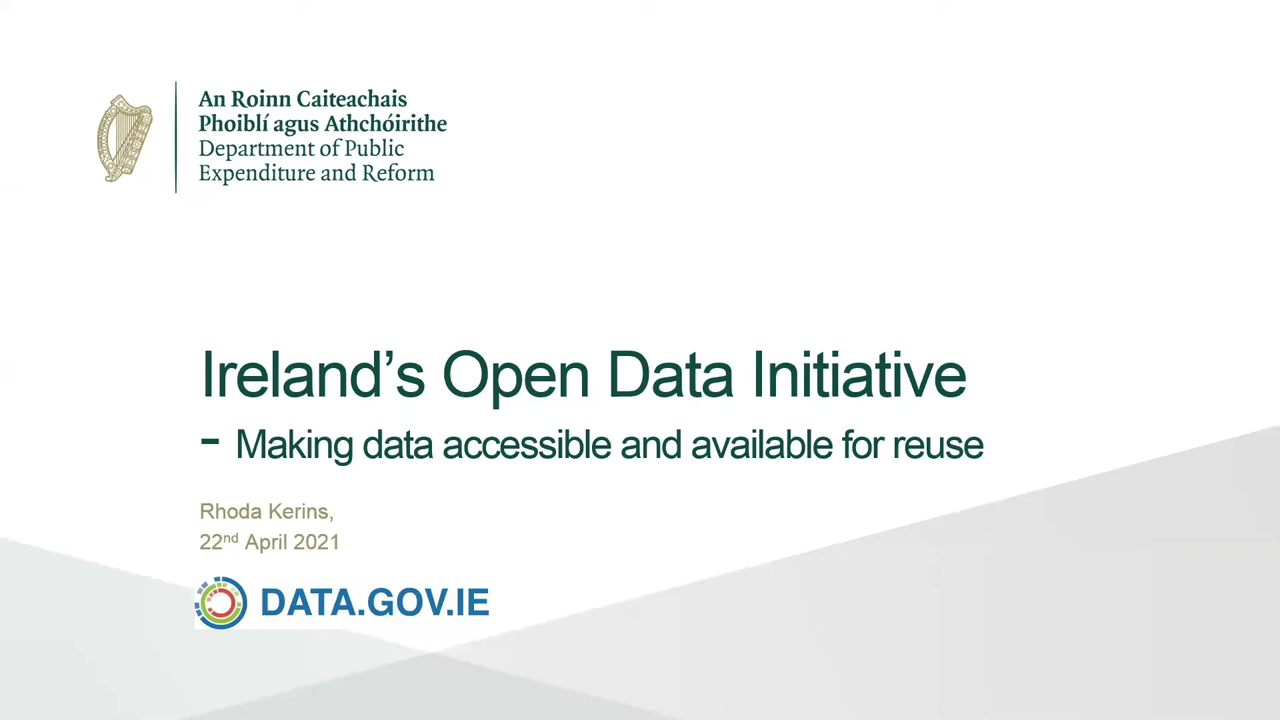 An Roinn Caiteachais
Phoiblí agus Athchóirithe
Department of Public
Expenditure and Reform
Ireland’s Open Data Initiative
- Making data accessible and available for reuse
Rhoda Kerins,
22nd April 2021
DATA.GOV.IE